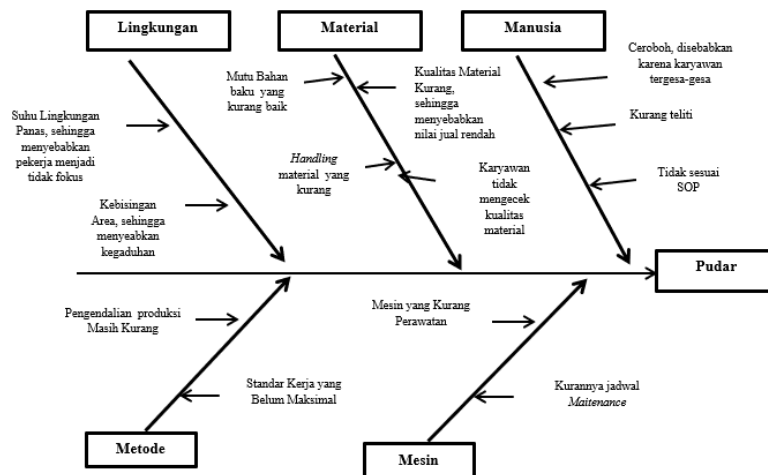 Lingkungan
Material
Manusia
Suhu Lingkungan
Panas, sehingga
menyebabkan
pekerja menjadi
tidak fokus
Kebisingan
Area, sehingga
menyeabkan
kegaduhan
Mutu Bahan
baku yang
kurang baik
Kualitas Material
Kurang,
sehingga
menyebabkan
nilai jual rendah
Handling
material yang
kurang
Karyawan
tidak
mengecek
kualitas
material
Ceroboh, disebabkan
karena karyawan
tergesa-gesa
Kurang teliti
Tidak sesuai
SOP
Pudar
Pengendalian produksi
Masih Kurang
Standar Kerja yang
Belum Maksimal
Mesin yang Kurang
Perawatan
Kurannya jadwal
Maitenance
Metode
Mesin